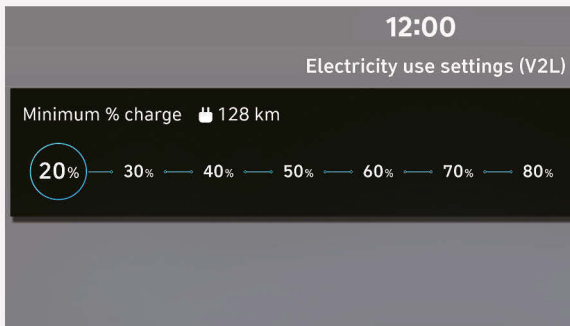 12:00
Electricity use settings (V2L)
Minimum % charge 128 km
20% 30% 40% 50% 60% 70% 80%